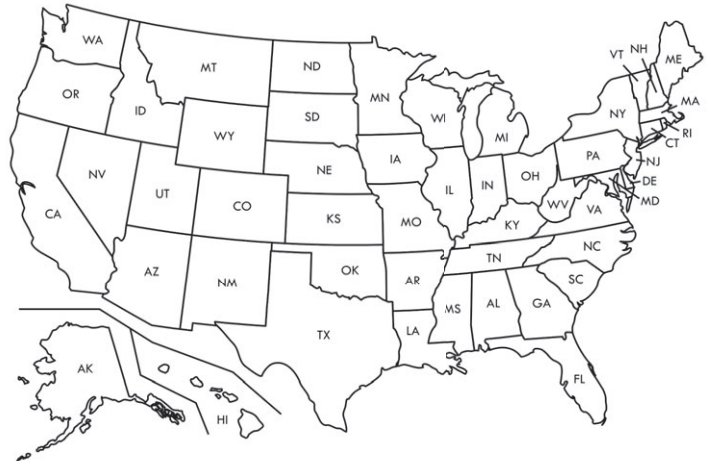 WA
MT
ND
MN
VT
NH
ME
OR
ID
SD
WI
MI
NY
MA
RI
CT
WY
IA
PA
NJ
NV
UT
CO
NE
IL
IN
OH
DE
MD
CA
KS
MO
WV
VA
KY
AZ
NM
OK
AR
TN
NC
SC
TX
LA
MS
AL
GA
FL
AK
HI